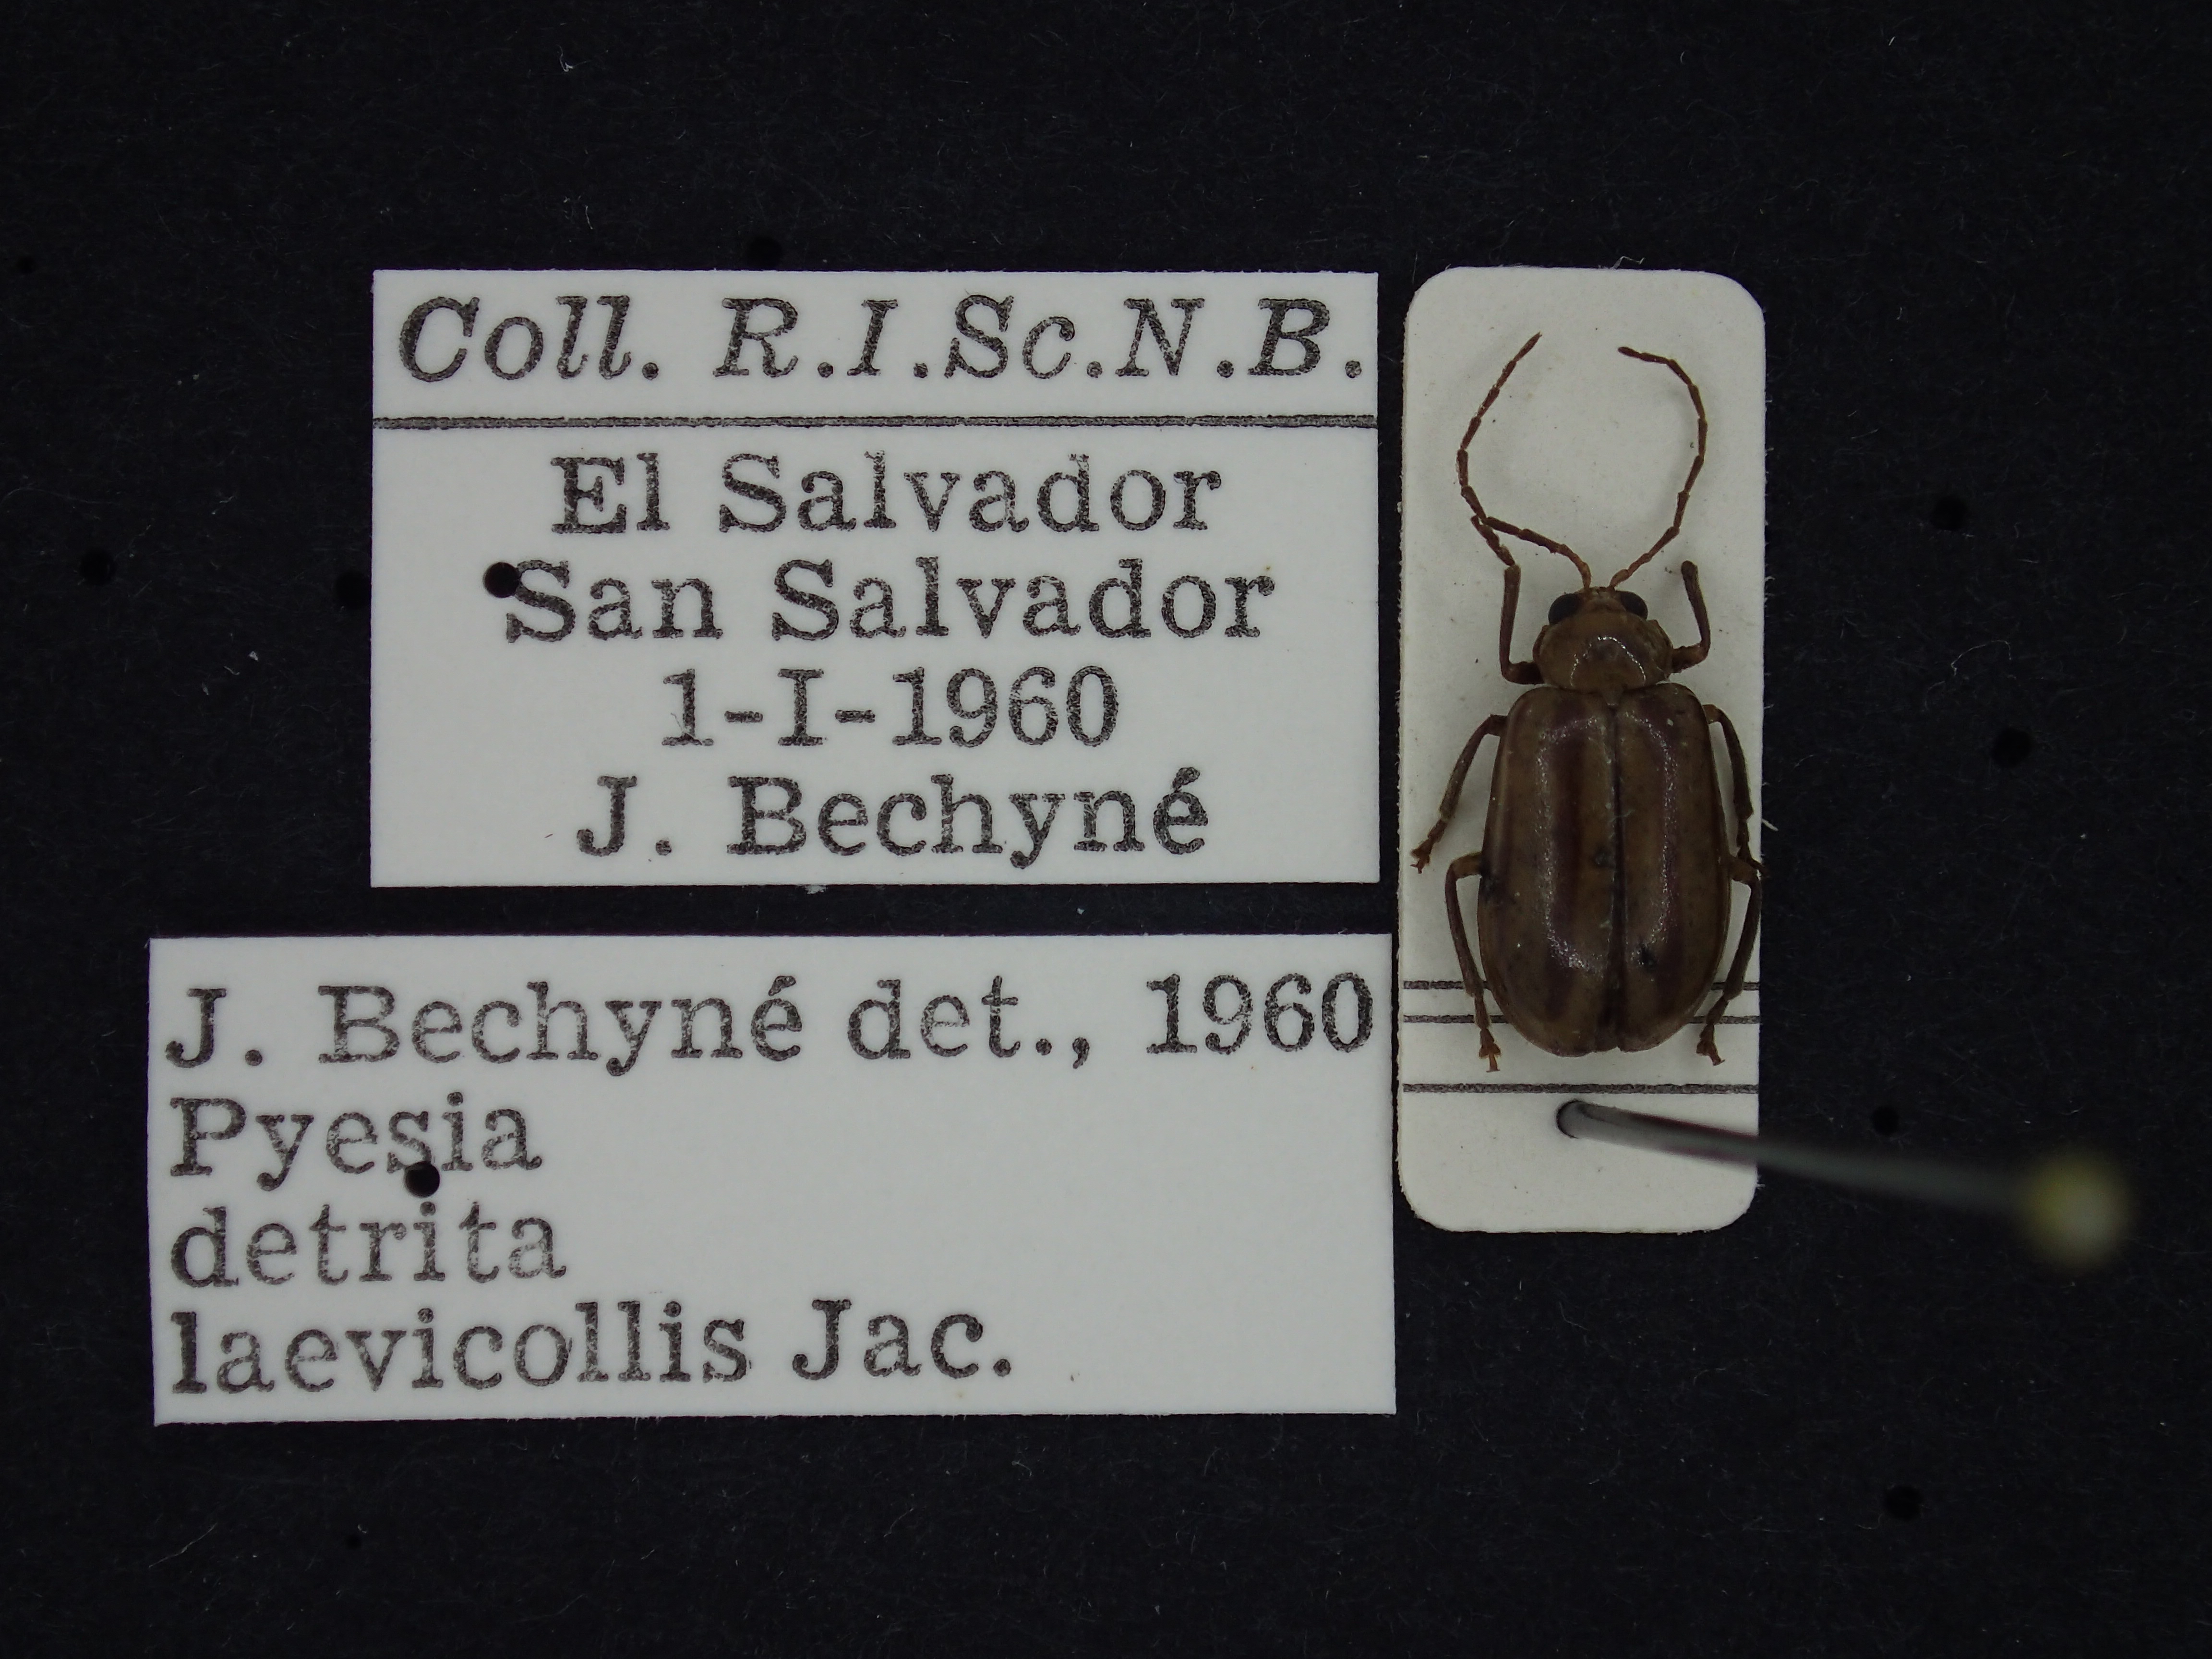 Coll. R.I.Sc.N.B.
El Salvador
San Salvador
1-I-1960
J. Bechyné
J. Bechyné det., 1960
Pyesia
detrita
laevicollis Jac.